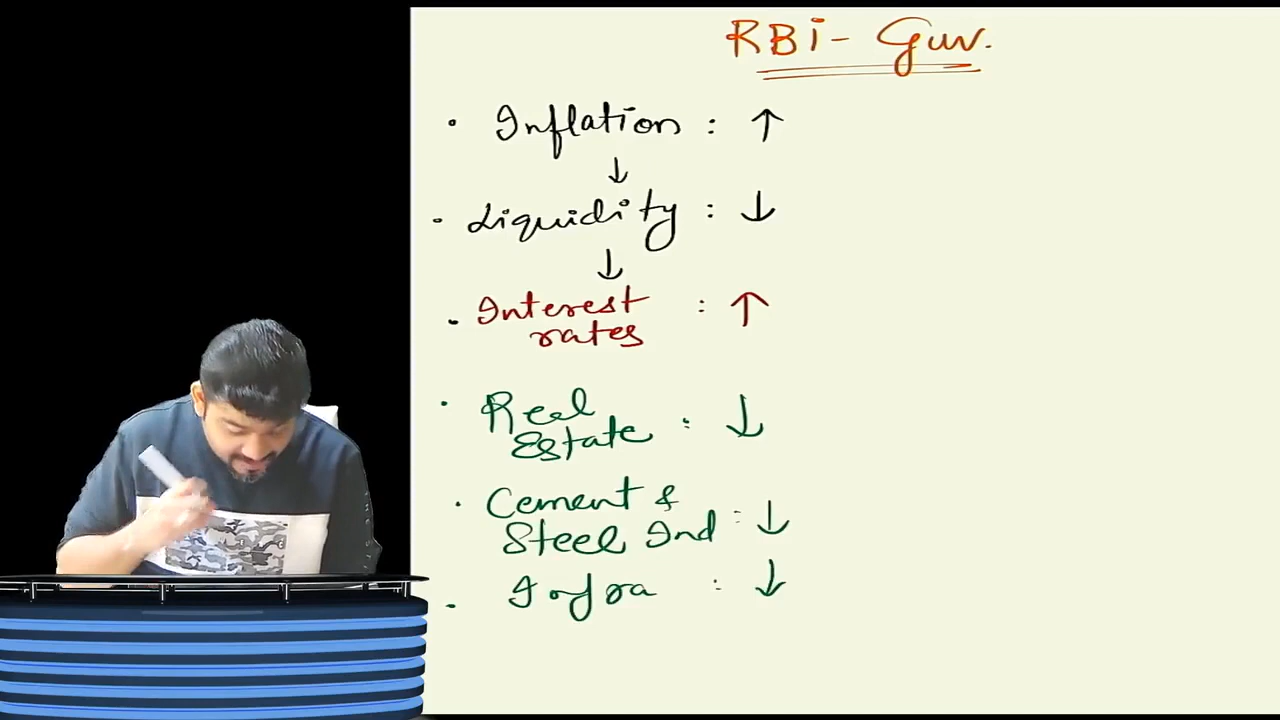 RBi - Guv.
• Inflation : ↑
↓
• Liquidity : ↓
↓
• Interest : ↑
rates
• Real
Estate : ↓
• Cement &
Steel Ind : ↓
• Infra : ↓